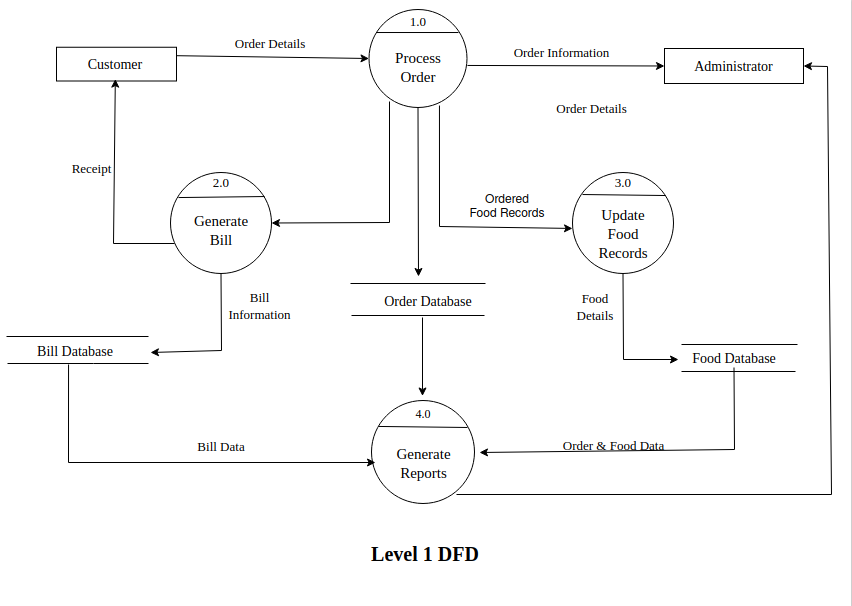 1.0
Order Details
Order Information
Customer
Process
Order
Administrator
Order Details
Receipt
2.0
3.0
Generate
Bill
Ordered
Food Records
Update
Food
Records
Bill
Information
Order Database
Food
Details
Bill Database
Food Database
4.0
Bill Data
Generate
Reports
Order & Food Data
Level 1 DFD